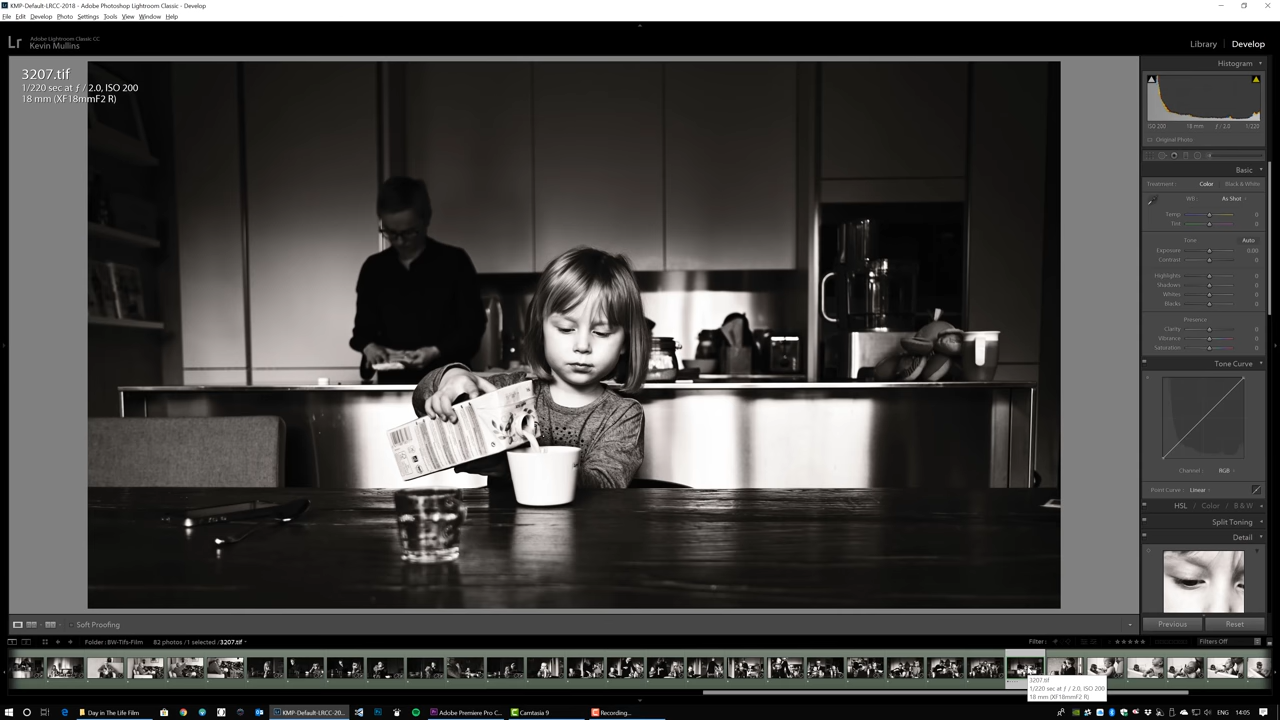 KMP-Default-LRCC-2018 - Adobe Photoshop Lightroom Classic - Develop
File Edit Develop Photo Settings Tools View Window Help
Lr Adobe Lightroom Classic CC
Kevin Mullins
Library | Develop
3207.tif
1/220 sec at ƒ / 2.0, ISO 200
18 mm (XF18mmF2 R)
Histogram
ISO 200 18 mm ƒ / 2.0 1/220
Original Photo
Basic
Treatment : Color Black & White
WB : As Shot
Temp 0
Tint 0
Tone Auto
Exposure 0.00
Contrast 0
Highlights 0
Shadows 0
Whites 0
Blacks 0
Presence
Clarity 0
Vibrance 0
Saturation 0
Tone Curve
Channel : RGB
Point Curve : Linear
HSL / Color / B & W
Split Toning
Detail
Soft Proofing
Previous Reset
Folder : BW-Tifs-Film 82 photos / 1 selected / 3207.tif
Filter : Filters Off
3207.tif
1/220 sec at ƒ / 2.0, ISO 200
18 mm (XF18mmF2 R)
Day in The Life Film
KMP-Default-LRCC-20...
Adobe Premiere Pro C...
Camtasia 9
Recording...
ENG 14:05